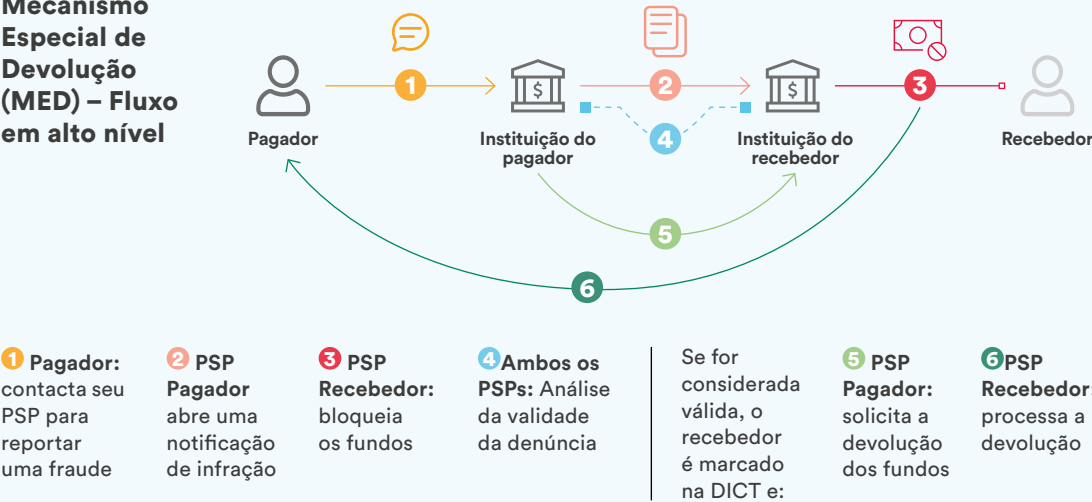 Mecanismo
Especial de
Devolução
(MED) – Fluxo
em alto nível
1
2
3
4
5
6
$
$
Pagador
Instituição do
pagador
Instituição do
recebedor
Recebedor
1 Pagador:
contacta seu
PSP para
reportar
uma fraude
2 PSP
Pagador
abre uma
notificação
de infração
3 PSP
Recebedor:
bloqueia
os fundos
4 Ambos os
PSPs: Análise
da validade
da denúncia
Se for
considerada
válida, o
recebedor
é marcado
na DICT e:
5 PSP
Pagador:
solicita a
devolução
dos fundos
6 PSP
Recebedor:
processa a
devolução